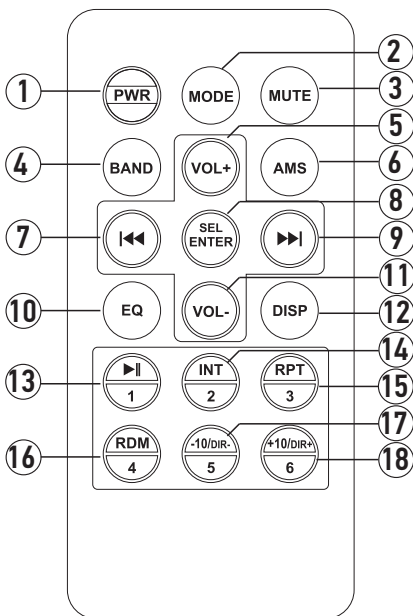 2
1 PWR MODE MUTE 3
5
4 BAND VOL+ AMS 6
8
7 SEL ENTER 9
11
10 EQ VOL- DISP 12
14
13 INT RPT
1 2 3 15
17
16 RDM -10/DIR- +10/DIR+
4 5 6 18